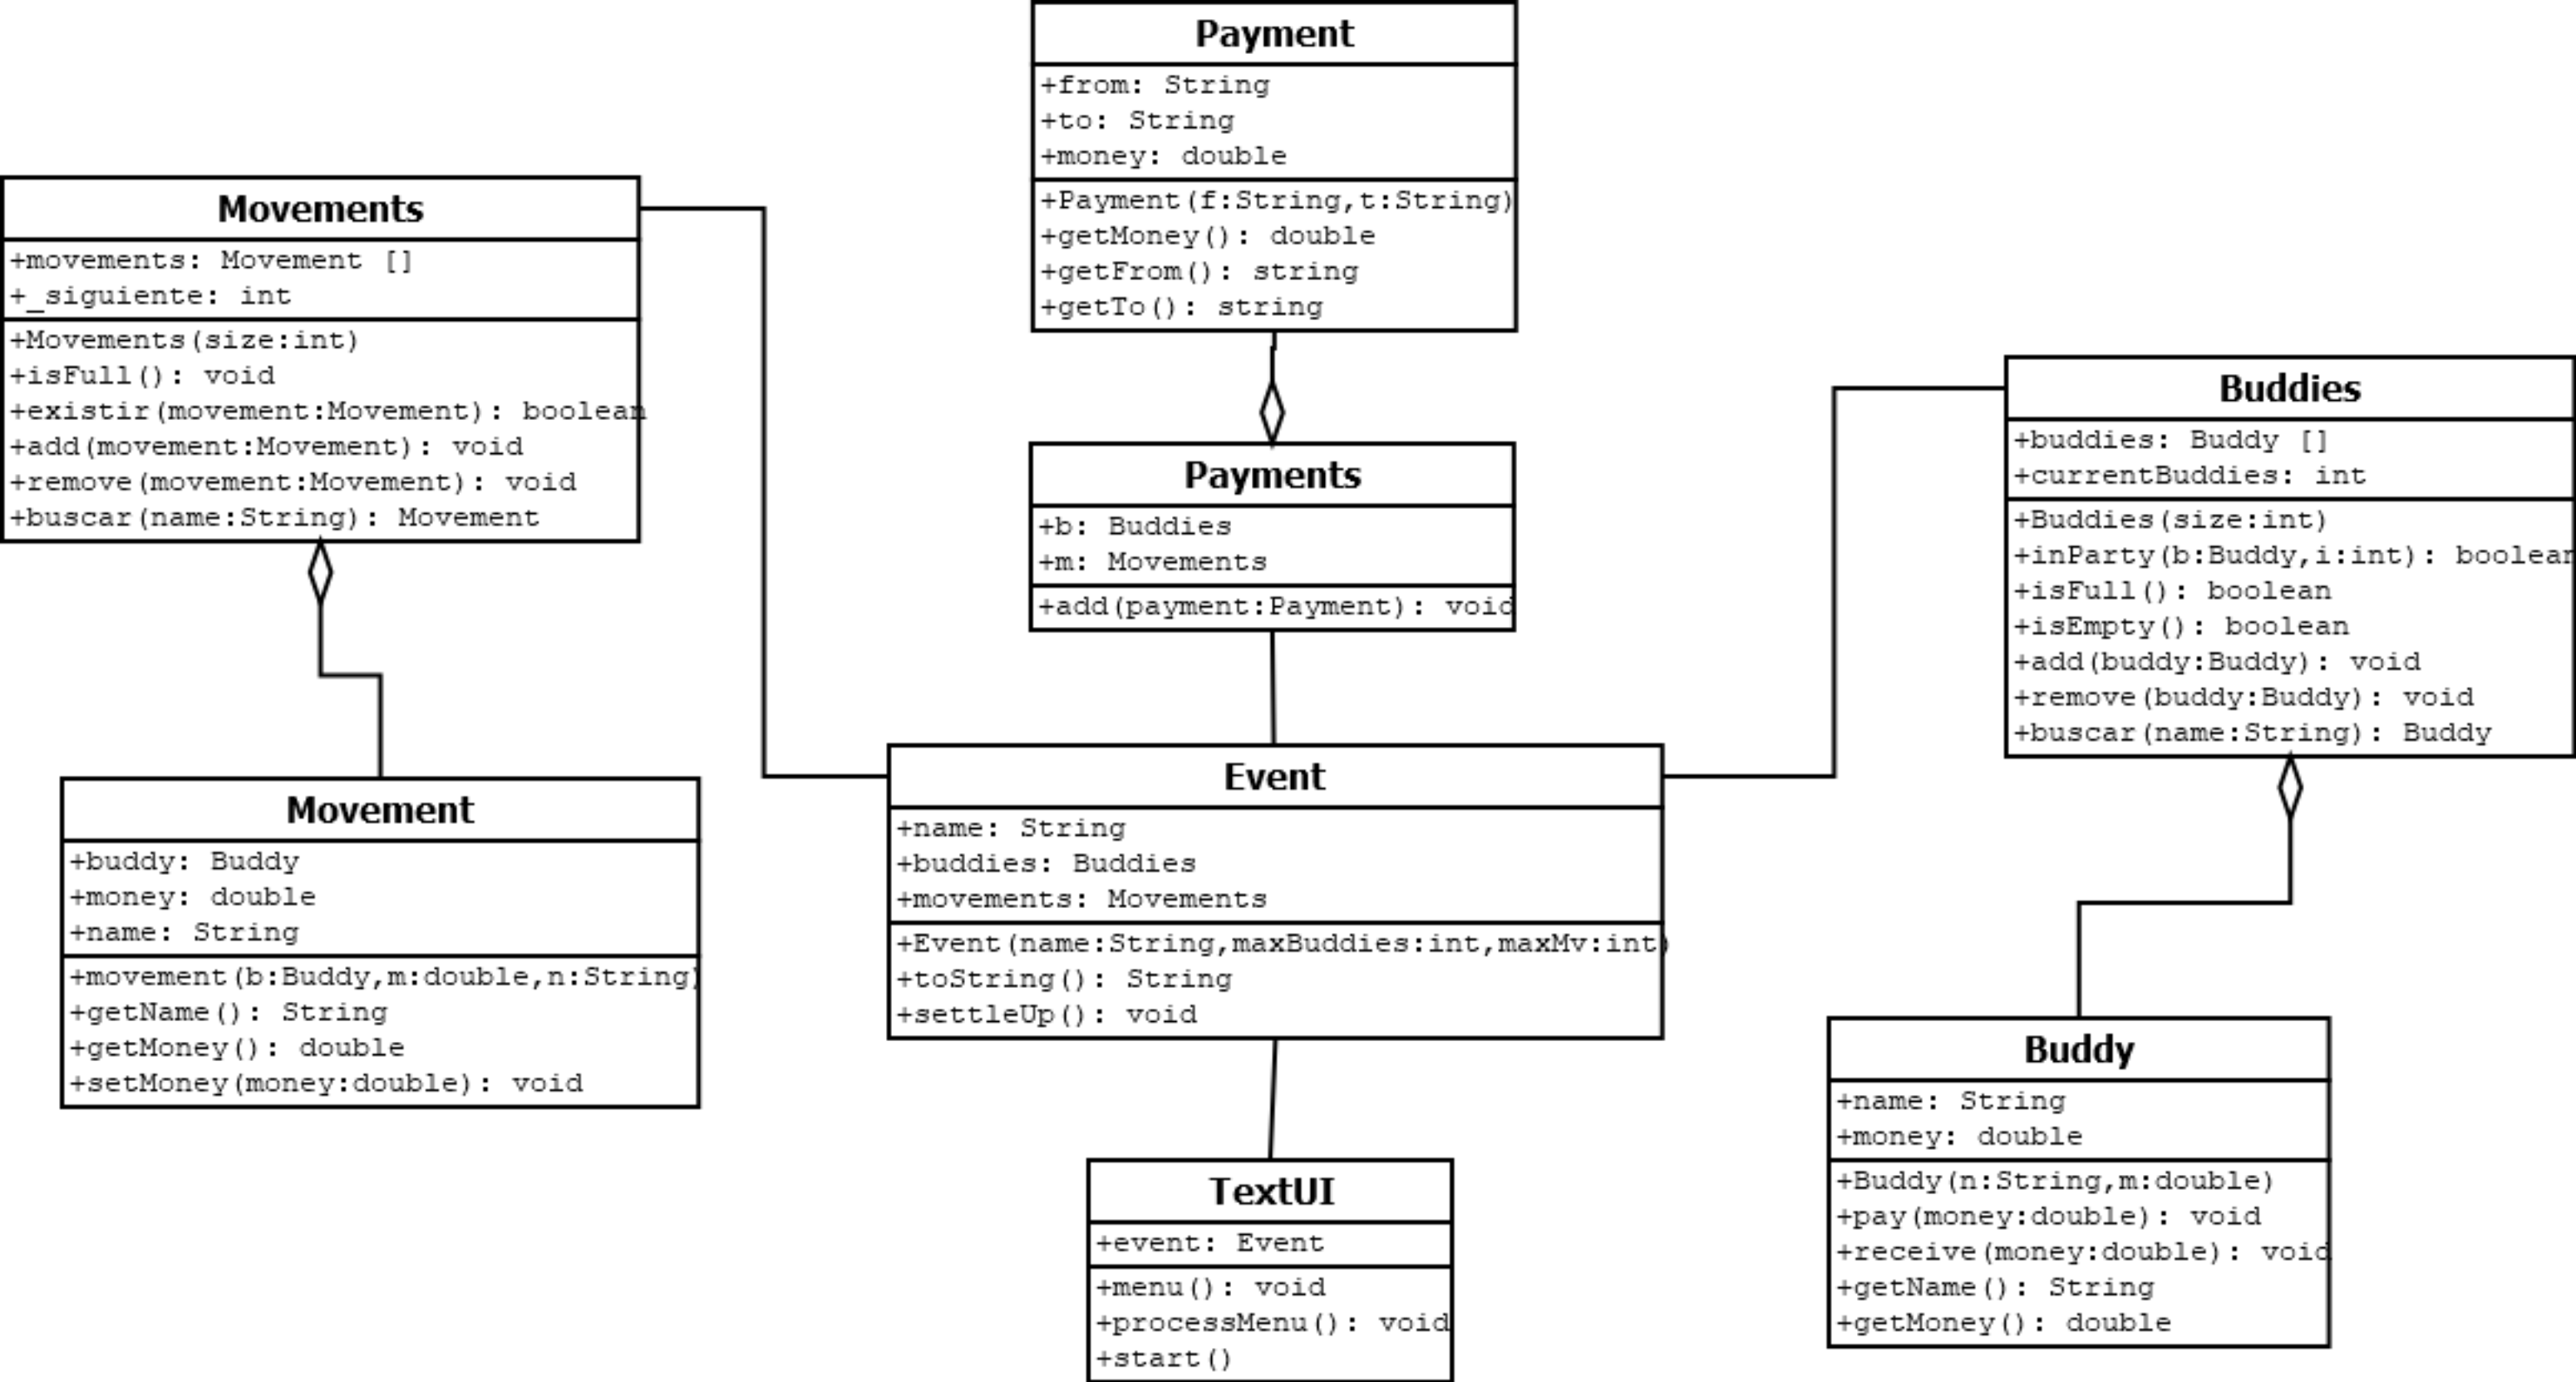 Payment
+from: String
+to: String
+money: double
+Payment(f:String,t:String)
+getMoney(): double
+getFrom(): string
+getTo(): string
Movements
+movements: Movement []
+_siguiente: int
+Movements(size:int)
+isFull(): void
+existir(movement:Movement): boolean
+add(movement:Movement): void
+remove(movement:Movement): void
+buscar(name:String): Movement
Payments
+b: Buddies
+m: Movements
+add(payment:Payment): void
Buddies
+buddies: Buddy []
+currentBuddies: int
+Buddies(size:int)
+inParty(b:Buddy,i:int): boolean
+isFull(): boolean
+isEmpty(): boolean
+add(buddy:Buddy): void
+remove(buddy:Buddy): void
+buscar(name:String): Buddy
Movement
+buddy: Buddy
+money: double
+name: String
+movement(b:Buddy,m:double,n:String)
+getName(): String
+getMoney(): double
+setMoney(money:double): void
Event
+name: String
+buddies: Buddies
+movements: Movements
+Event(name:String,maxBuddies:int,maxMv:int)
+toString(): String
+settleUp(): void
TextUI
+event: Event
+menu(): void
+processMenu(): void
+start()
Buddy
+name: String
+money: double
+Buddy(n:String,m:double)
+pay(money:double): void
+receive(money:double): void
+getName(): String
+getMoney(): double